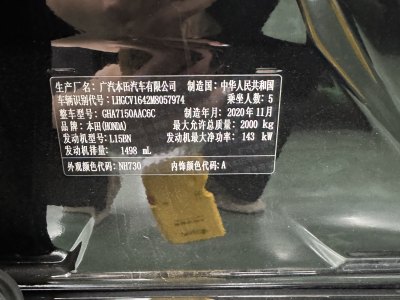 生产厂名：广汽本田汽车有限公司 制造国：中华人民共和国
车辆识别代号：LHGCV1642M8057974 乘坐人数：5
整车型号：GHA7150AAC6C 制造年月：2020年11月
品牌：本田(HONDA) 最大允许总质量：2000 kg
发动机型号：L15BN 发动机最大净功率：143 kW
发动机排量：1498 mL
外观颜色代码：NH730 内饰颜色代码：A